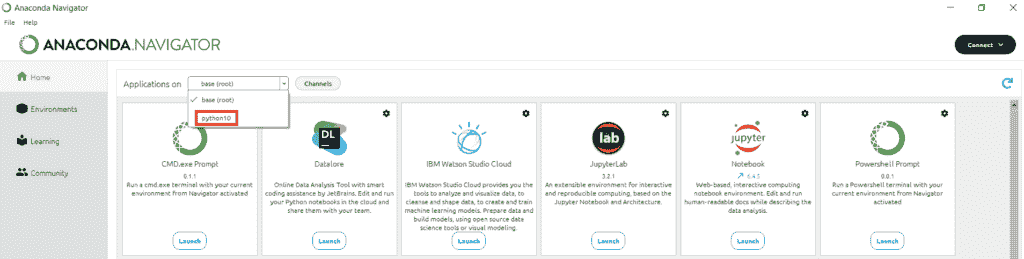 Anaconda Navigator
File Help
ANACONDA.NAVIGATOR
Connect
Home
Environments
Learning
Community
Applications on base (root) Channels
base (root)
python10
CMD.exe Prompt
0.1.1
Run a cmd.exe terminal with your current
environment from Navigator activated
Launch
DL
Datalore
Online Data Analysis Tool with smart
coding assistance by JetBrains. Edit and run
your Python notebooks in the cloud and
share them with your team.
Launch
IBM Watson Studio Cloud
IBM Watson Studio Cloud provides you the
tools to analyze and visualize data, to
cleanse and shape data, to create and train
machine learning models. Prepare data and
build models, using open source data
science tools or visual modeling.
Launch
lab
JupyterLab
3.2.1
An extensible environment for interactive
and reproducible computing, based on the
Jupyter Notebook and Architecture.
Launch
jupyter
Notebook
6.4.5
Web-based, interactive computing
notebook environment. Edit and run
human-readable docs while describing the
data analysis.
Launch
Powershell Prompt
0.0.1
Run a Powershell terminal with your
current environment from Navigator
activated
Launch